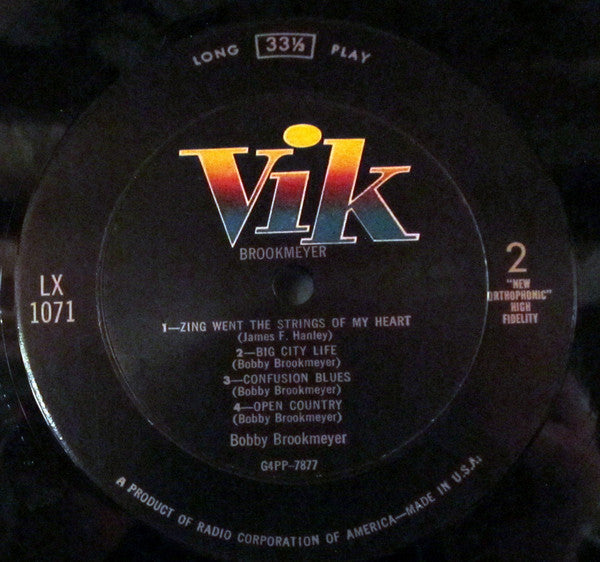 LONG 33⅓ PLAY
Vik
BROOKMEYER
LX
1071
2
"NEW
ORTHOPHONIC"
HIGH
FIDELITY
1—ZING WENT THE STRINGS OF MY HEART
(James F. Hanley)
2—BIG CITY LIFE
(Bobby Brookmeyer)
3—CONFUSION BLUES
(Bobby Brookmeyer)
4—OPEN COUNTRY
(Bobby Brookmeyer)
Bobby Brookmeyer
G4PP-7877
A PRODUCT OF RADIO CORPORATION OF AMERICA—MADE IN U.S.A.